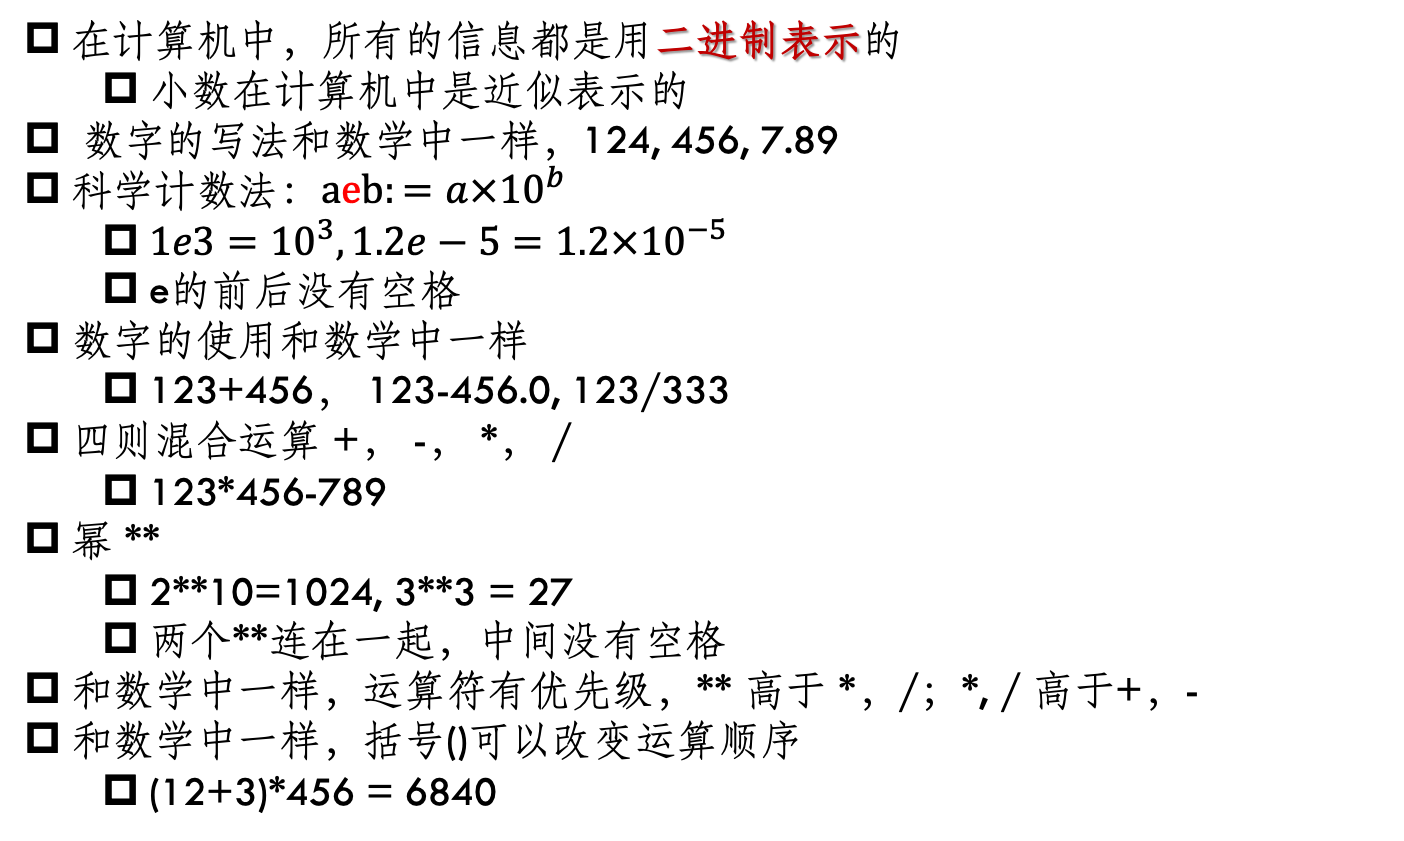 在计算机中，所有的信息都是用二进制表示的
小数在计算机中是近似表示的
数字的写法和数学中一样，124, 456, 7.89
科学计数法：aeb: = a×10^b
1e3 = 10^3, 1.2e − 5 = 1.2×10^−5
e的前后没有空格
数字的使用和数学中一样
123+456， 123-456.0, 123/333
四则混合运算 +， -， *， /
123*456-789
幂 **
2**10=1024, 3**3 = 27
两个**连在一起，中间没有空格
和数学中一样，运算符有优先级，** 高于 *，/；*, / 高于+，-
和数学中一样，括号()可以改变运算顺序
(12+3)*456 = 6840